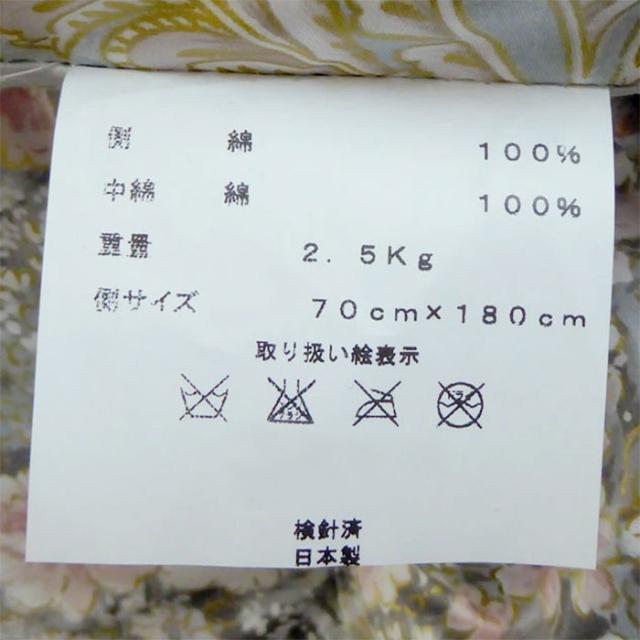 側 綿 100%
中綿 綿 100%
重量 2.5Kg
側サイズ 70cm×180cm
取り扱い絵表示
検針済
日本製